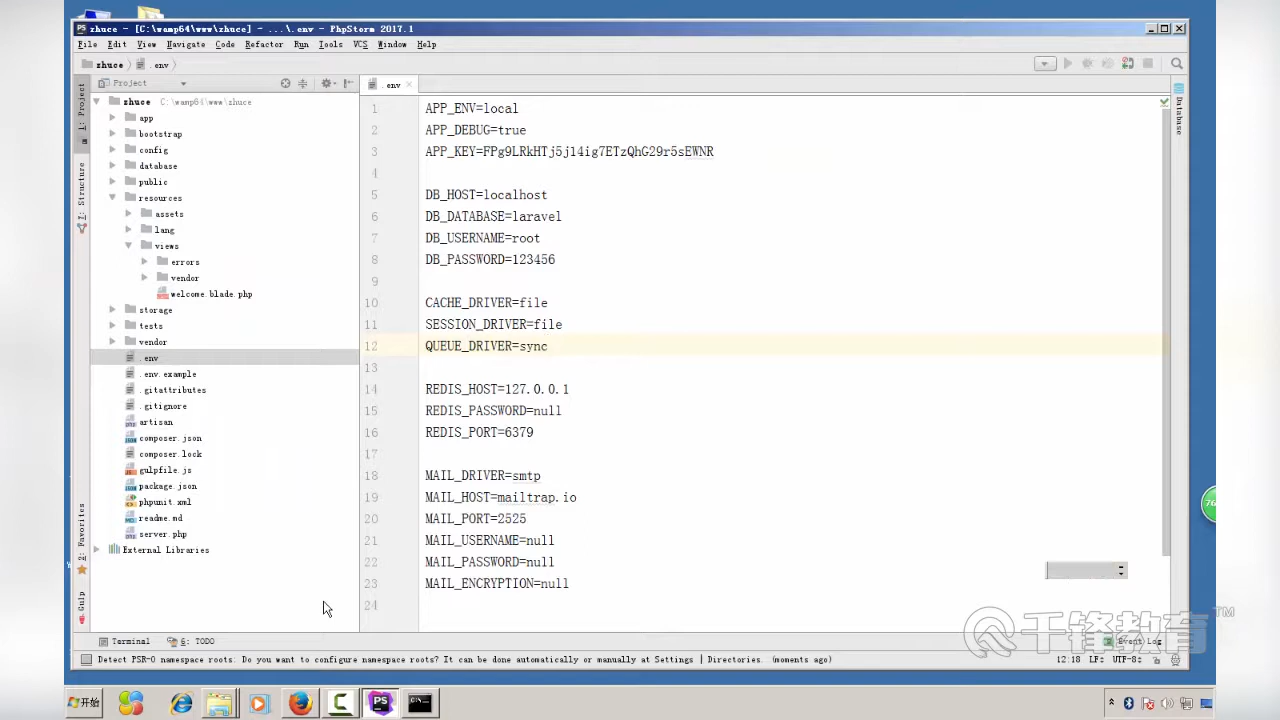 zhuce - [C:\wamp64\www\zhuce] - ...\.env - PhpStorm 2017.1
File Edit View Navigate Code Refactor Run Tools VCS Window Help
zhuce .env
Project
.env
1: Project
7: Structure
2: Favorites
Gulp
Database
zhuce C:\wamp64\www\zhuce
app
bootstrap
config
database
public
resources
assets
lang
views
errors
vendor
welcome.blade.php
storage
tests
vendor
.env
.env.example
.gitattributes
.gitignore
artisan
composer.json
composer.lock
gulpfile.js
package.json
phpunit.xml
readme.md
server.php
External Libraries
1 APP_ENV=local
2 APP_DEBUG=true
3 APP_KEY=FPg9LRkHTj5jl4ig7ETzQhG29r5sEWNR
4
5 DB_HOST=localhost
6 DB_DATABASE=laravel
7 DB_USERNAME=root
8 DB_PASSWORD=123456
9
10 CACHE_DRIVER=file
11 SESSION_DRIVER=file
12 QUEUE_DRIVER=sync
13
14 REDIS_HOST=127.0.0.1
15 REDIS_PASSWORD=null
16 REDIS_PORT=6379
17
18 MAIL_DRIVER=smtp
19 MAIL_HOST=mailtrap.io
20 MAIL_PORT=2525
21 MAIL_USERNAME=null
22 MAIL_PASSWORD=null
23 MAIL_ENCRYPTION=null
24
76
千锋教育 TM
Terminal 6: TODO Event Log
Detect PSR-0 namespace roots: Do you want to configure namespace roots? It can be done automatically or manually at Settings | Directories. (moments ago) 12:18 LF: UTF-8:
开始